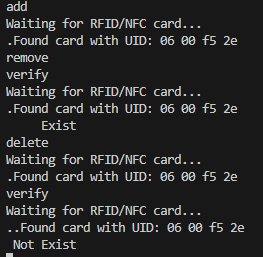 add
Waiting for RFID/NFC card...
.Found card with UID: 06 00 f5 2e
remove
verify
Waiting for RFID/NFC card...
.Found card with UID: 06 00 f5 2e
     Exist
delete
Waiting for RFID/NFC card...
.Found card with UID: 06 00 f5 2e
verify
Waiting for RFID/NFC card...
..Found card with UID: 06 00 f5 2e
 Not Exist